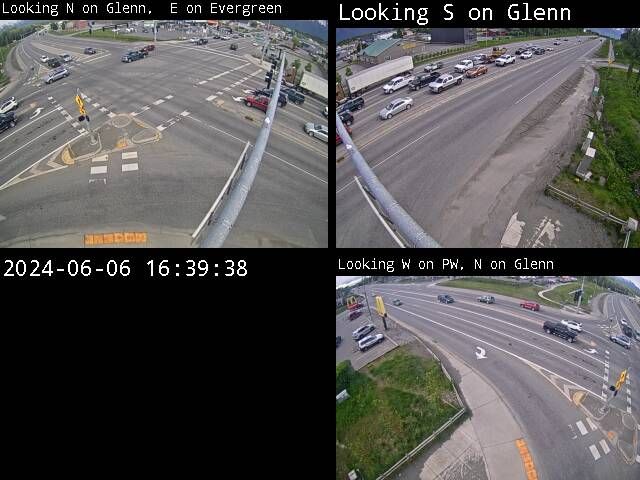 Looking N on Glenn,  E on Evergreen
Looking S on Glenn
2024-06-06 16:39:38
Looking W on PW, N on Glenn